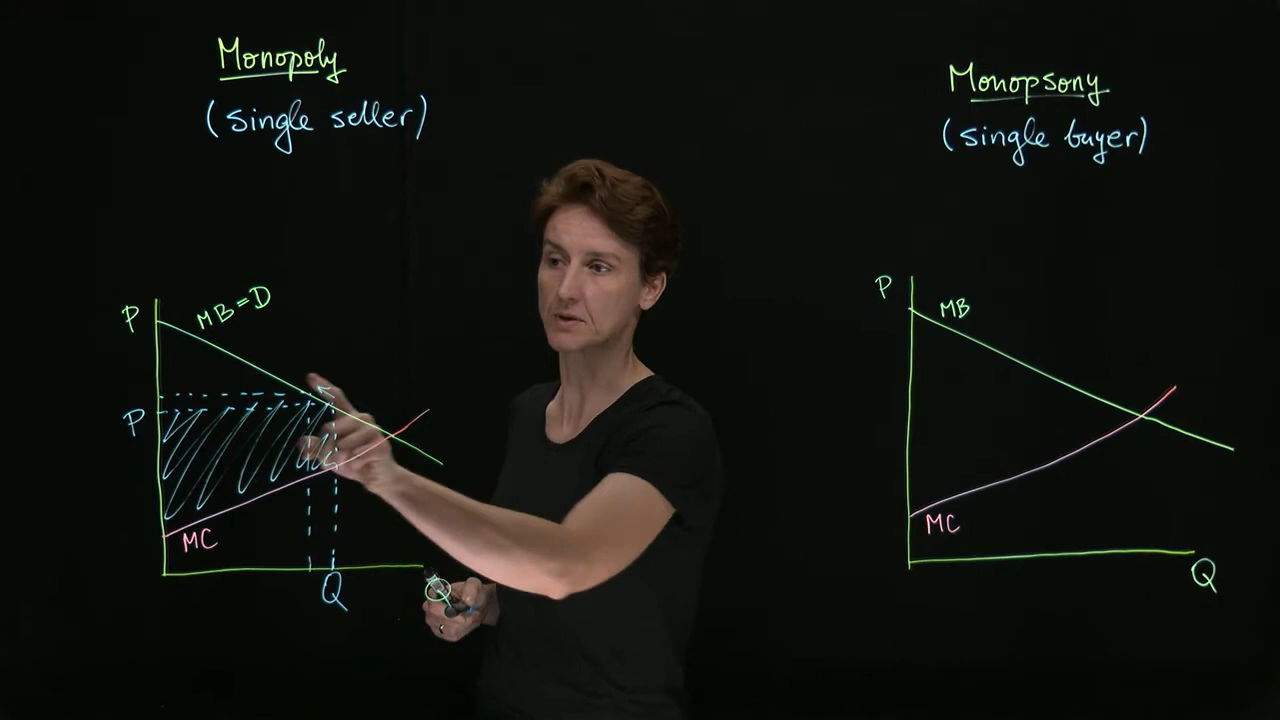 Monopoly
(single seller)
P
MB=D
P
MC
Q
Q
Monopsony
(single buyer)
P
MB
MC
Q